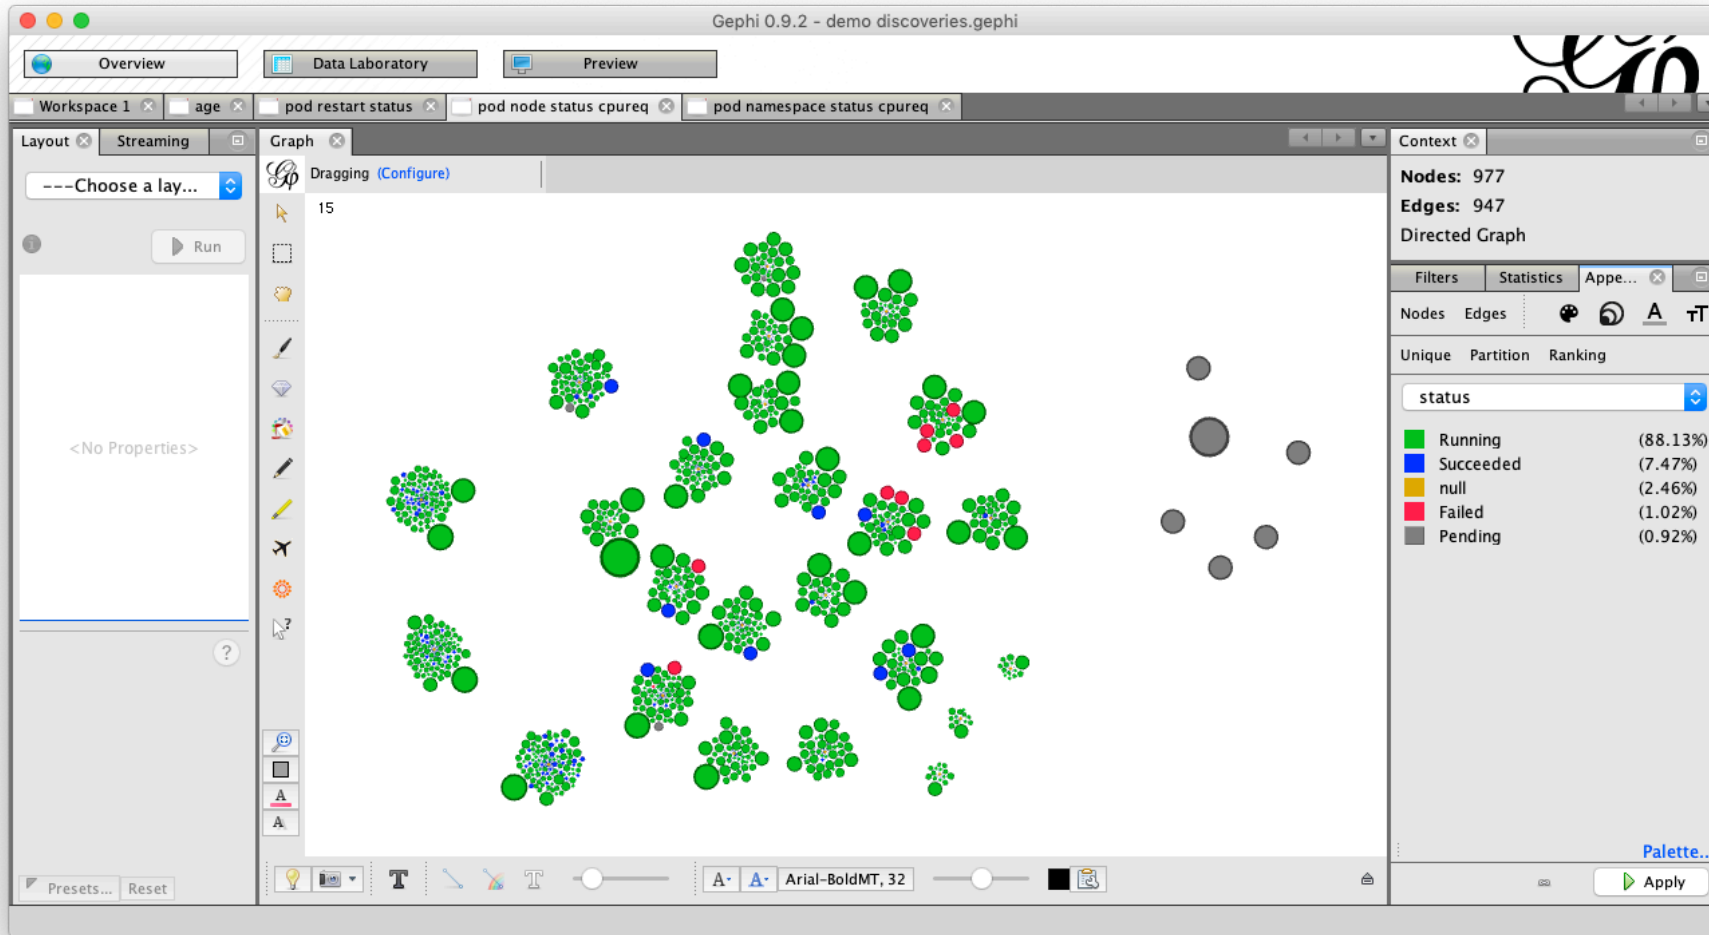 Gephi 0.9.2 - demo discoveries.gephi
Overview
Data Laboratory
Preview
Workspace 1
age
pod restart status
pod node status cpureq
pod namespace status cpureq
Layout
Streaming
Graph
Context
---Choose a lay...
Dragging (Configure)
Nodes: 977
Edges: 947
Directed Graph
15
Run
Filters
Statistics
Appe...
Nodes
Edges
Unique
Partition
Ranking
status
<No Properties>
Running (88.13%)
Succeeded (7.47%)
null (2.46%)
Failed (1.02%)
Pending (0.92%)
?
Palette..
Presets...
Reset
T
T
A-
A-
Arial-BoldMT, 32
Apply